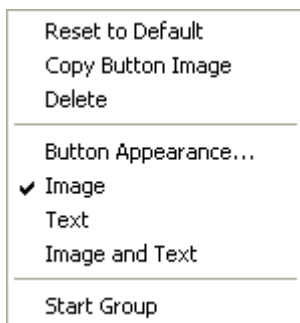 Reset to Default
Copy Button Image
Delete
Button Appearance...
Image
Text
Image and Text
Start Group